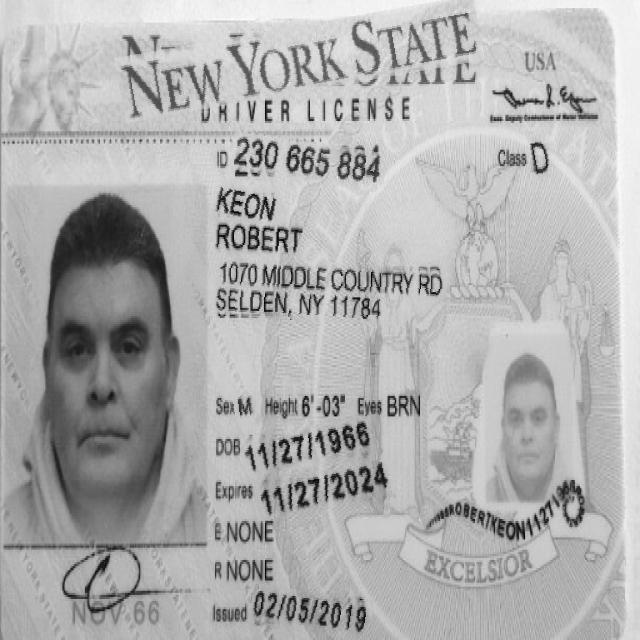 NEW YORK STATE
USA
DRIVER LICENSE
ID 230 665 884
Class D
KEON
ROBERT
1070 MIDDLE COUNTRY RD
SELDEN, NY 11784
Sex M Height 6'-03" Eyes BRN
DOB 11/27/1966
Expires 11/27/2024
E NONE
R NONE
Issued 02/05/2019
NOV 66
EXCELSIOR